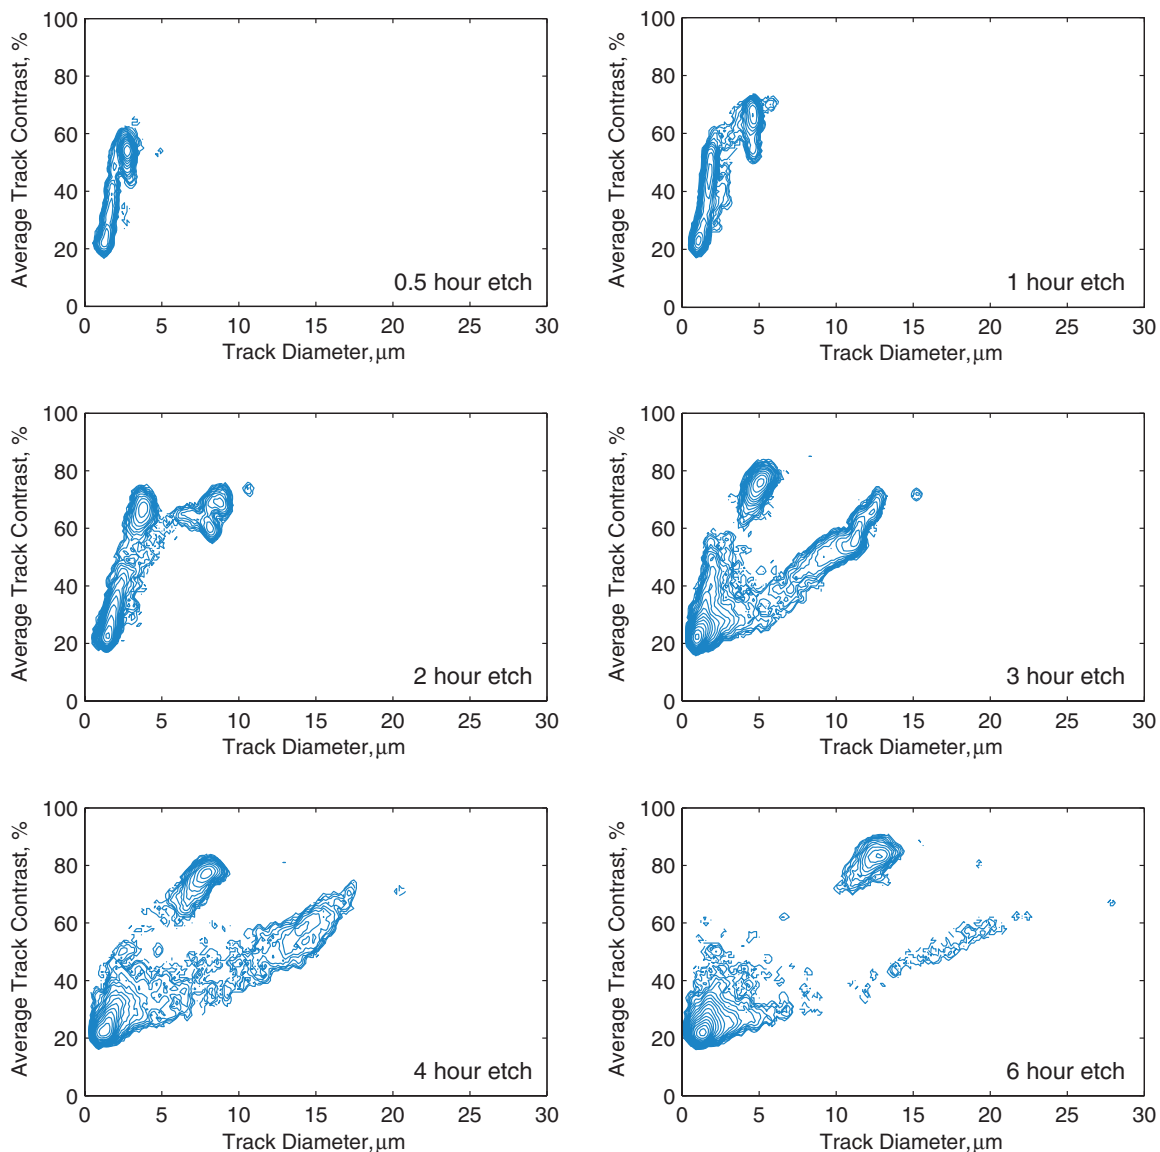 Average Track Contrast, %
100
80
60
40
20
0
0 5 10 15 20 25 30
Track Diameter, μm
0.5 hour etch
Average Track Contrast, %
100
80
60
40
20
0
0 5 10 15 20 25 30
Track Diameter, μm
1 hour etch
Average Track Contrast, %
100
80
60
40
20
0
0 5 10 15 20 25 30
Track Diameter, μm
2 hour etch
Average Track Contrast, %
100
80
60
40
20
0
0 5 10 15 20 25 30
Track Diameter, μm
3 hour etch
Average Track Contrast, %
100
80
60
40
20
0
0 5 10 15 20 25 30
Track Diameter, μm
4 hour etch
Average Track Contrast, %
100
80
60
40
20
0
0 5 10 15 20 25 30
Track Diameter, μm
6 hour etch